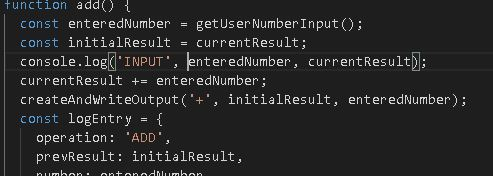 function add() {
const enteredNumber = getUserNumberInput();
const initialResult = currentResult;
console.log('INPUT', enteredNumber, currentResult);
currentResult += enteredNumber;
createAndWriteOutput('+', initialResult, enteredNumber);
const logEntry = {
operation: 'ADD',
prevResult: initialResult,
number: enteredNumber